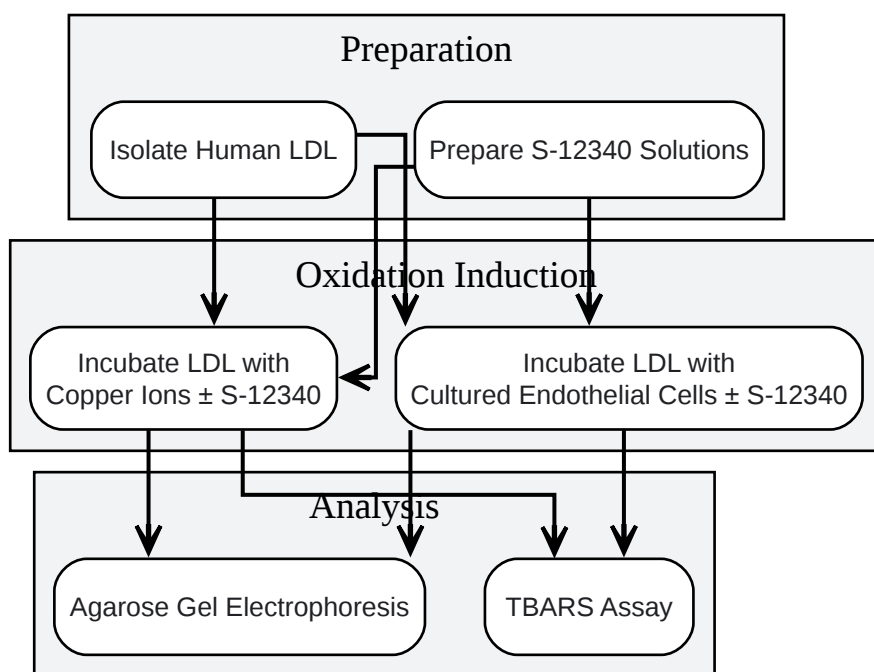 Preparation
Isolate Human LDL
Prepare S-12340 Solutions
Oxidation Induction
Incubate LDL with
Copper Ions ± S-12340
Incubate LDL with
Cultured Endothelial Cells ± S-12340
Analysis
Agarose Gel Electrophoresis
TBARS Assay